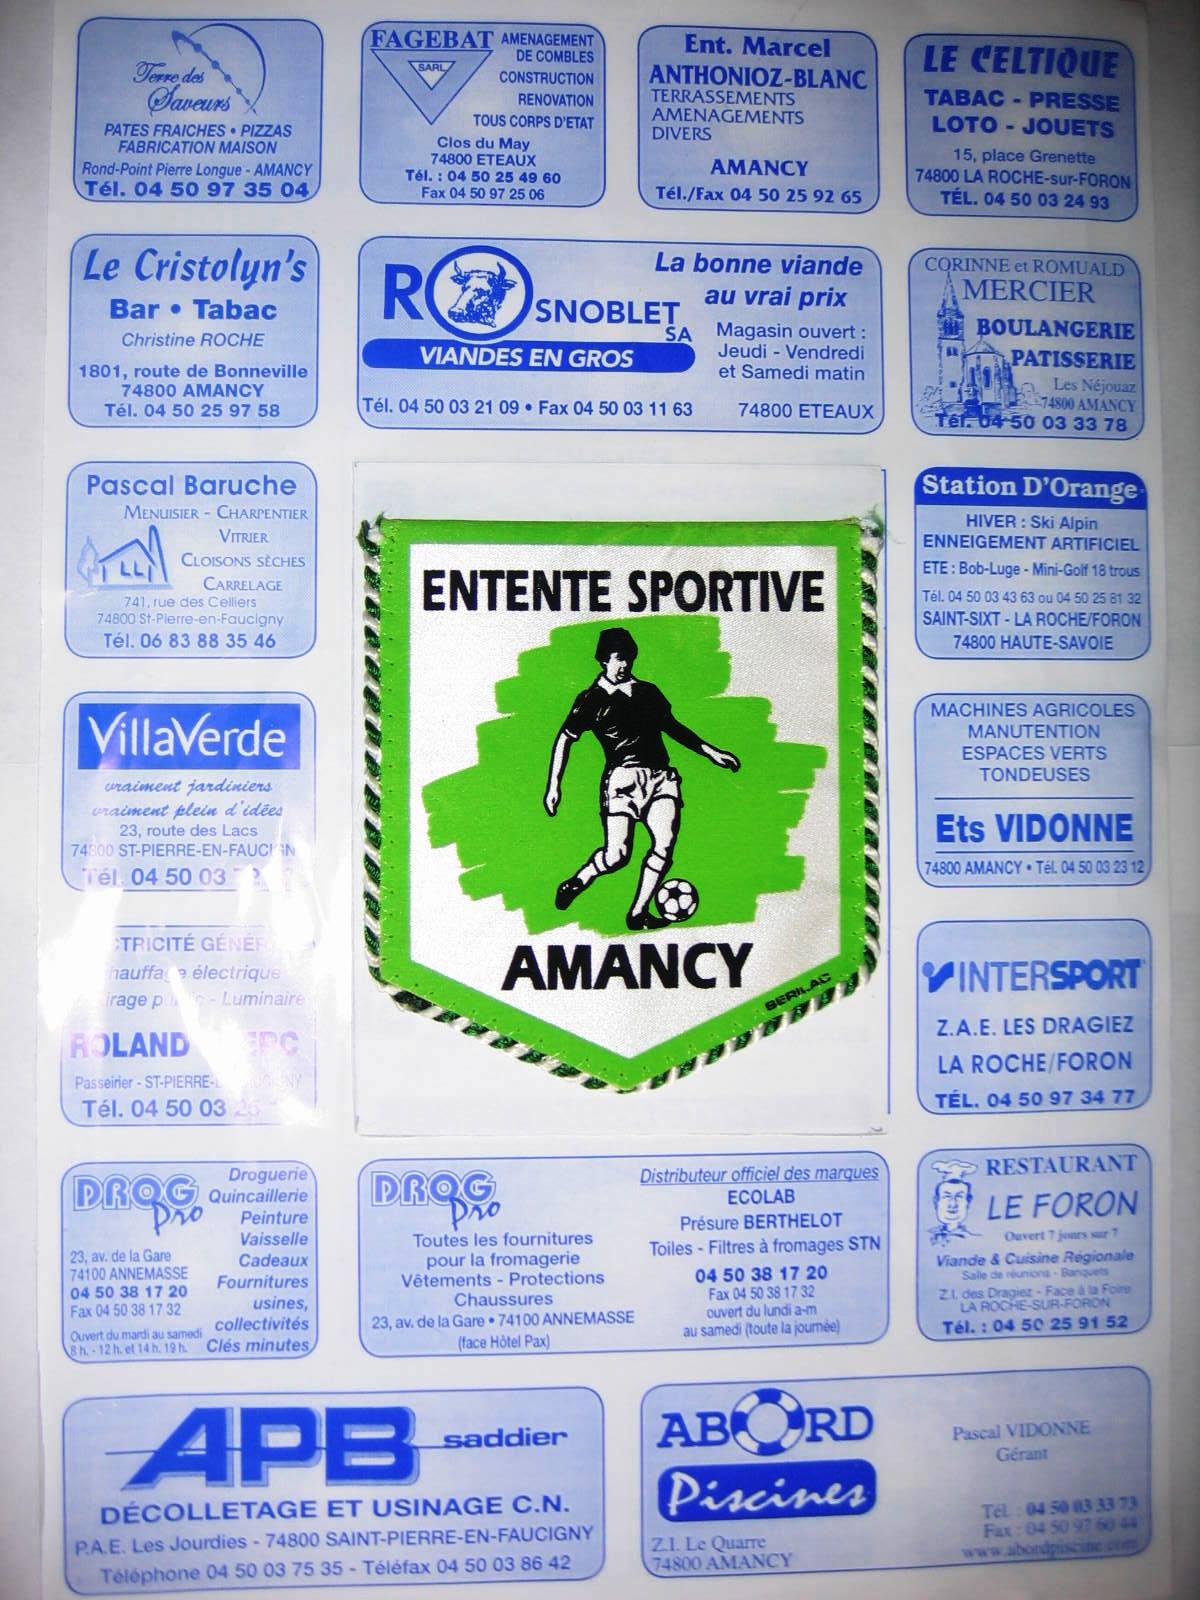 Terre des
Saveurs
PATES FRAICHES • PIZZAS
FABRICATION MAISON
Rond-Point Pierre Longue - AMANCY
Tél. 04 50 97 35 04
FAGEBAT
SARL
AMENAGEMENT
DE COMBLES
CONSTRUCTION
RENOVATION
TOUS CORPS D'ETAT
Clos du May
74800 ETEAUX
Tél. : 04 50 25 49 60
Fax 04 50 97 25 06
Ent. Marcel
ANTHONIOZ-BLANC
TERRASSEMENTS
AMENAGEMENTS
DIVERS
AMANCY
Tél./Fax 04 50 25 92 65
LE CELTIQUE
TABAC - PRESSE
LOTO - JOUETS
15, place Grenette
74800 LA ROCHE-sur-FORON
TÉL. 04 50 03 24 93
Le Cristolyn's
Bar • Tabac
Christine ROCHE
1801, route de Bonneville
74800 AMANCY
Tél. 04 50 25 97 58
ROSNOBLET
SA
VIANDES EN GROS
La bonne viande
au vrai prix
Magasin ouvert :
Jeudi - Vendredi
et Samedi matin
Tél. 04 50 03 21 09 • Fax 04 50 03 11 63
74800 ETEAUX
CORINNE et ROMUALD
MERCIER
BOULANGERIE
PATISSERIE
Les Néjouaz
74800 AMANCY
Tél. 04 50 03 33 78
Pascal Baruche
MENUISIER - CHARPENTIER
VITRIER
CLOISONS SÈCHES
CARRELAGE
741, rue des Celliers
74800 St-Pierre-en-Faucigny
Tél. 06 83 88 35 46
Station D'Orange
HIVER : Ski Alpin
ENNEIGEMENT ARTIFICIEL
ETE : Bob-Luge - Mini-Golf 18 trous
Tél. 04 50 03 43 63 ou 04 50 25 81 32
SAINT-SIXT - LA ROCHE/FORON
74800 HAUTE-SAVOIE
ENTENTE SPORTIVE
AMANCY
BERILAC
VillaVerde
vraiment jardiniers
vraiment plein d'idées
23, route des Lacs
74800 ST-PIERRE-EN-FAUCIGN
Tél. 04 50 03
MACHINES AGRICOLES
MANUTENTION
ESPACES VERTS
TONDEUSES
Ets VIDONNE
74800 AMANCY • Tél. 04 50 03 23 12
CTRICITÉ GÉNÉR
hauffage électrique
irage - Luminaire
ROLAND
Passeirier - ST-PIERRE-
Tél. 04 50 03
INTERSPORT
Z.A.E. LES DRAGIEZ
LA ROCHE/FORON
TÉL. 04 50 97 34 77
DROG
Pro
Droguerie
Quincaillerie
Peinture
Vaisselle
Cadeaux
Fournitures
usines,
collectivités
Clés minutes
23, av. de la Gare
74100 ANNEMASSE
04 50 38 17 20
Fax 04 50 38 17 32
Ouvert du mardi au samedi
8 h. - 12 h. et 14 h. 19 h.
DROG
Pro
Toutes les fournitures
pour la fromagerie
Vêtements - Protections
Chaussures
23, av. de la Gare • 74100 ANNEMASSE
(face Hôtel Pax)
Distributeur officiel des marques
ECOLAB
Présure BERTHELOT
Toiles - Filtres à fromages STN
04 50 38 17 20
Fax 04 50 38 17 32
ouvert du lundi a-m
au samedi (toute la journée)
RESTAURANT
LE FORON
Ouvert 7 jours sur 7
Viande & Cuisine Régionale
Salle de réunions - Banquets
Z.I. des Dragiez - Face à la Foire
LA ROCHE-SUR-FORON
Tél. : 04 50 25 91 52
APB saddier
DÉCOLLETAGE ET USINAGE C.N.
P.A.E. Les Jourdies - 74800 SAINT-PIERRE-EN-FAUCIGNY
Téléphone 04 50 03 75 35 - Téléfax 04 50 03 86 42
ABORD
Piscines
Z.I. Le Quarre
74800 AMANCY
Pascal VIDONNE
Gérant
Tél. : 04 50 03 33 73
Fax : 04 50 97 60 44
www.abordpiscine.com